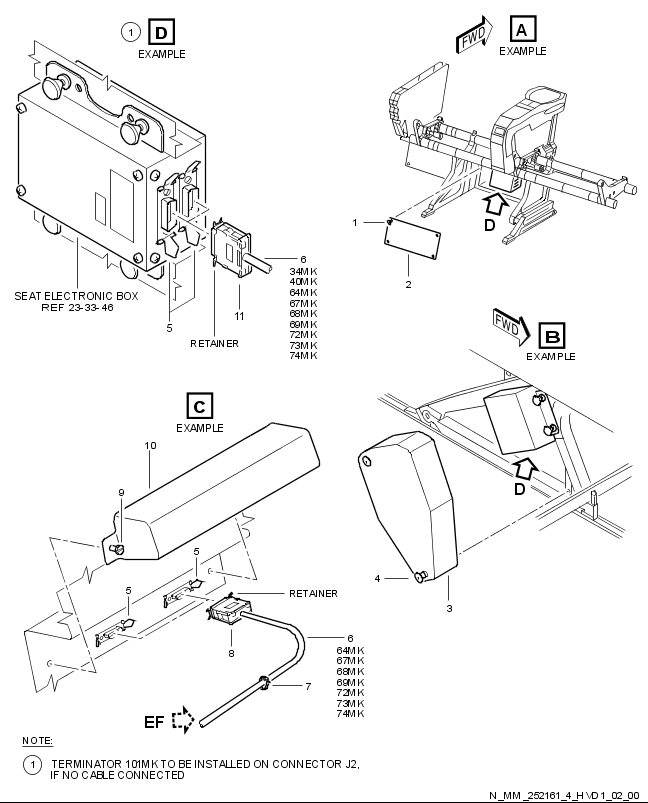 1 D
EXAMPLE
FWD A
EXAMPLE
1
D
2
6
34MK
40MK
64MK
67MK
68MK
69MK
72MK
73MK
74MK
SEAT ELECTRONIC BOX
REF 23-33-46
5
11
RETAINER
FWD
B
EXAMPLE
D
4
3
C
EXAMPLE
10
9
5
5
RETAINER
8
6
64MK
67MK
68MK
69MK
72MK
73MK
74MK
7
EF
NOTE:
1 TERMINATOR 101MK TO BE INSTALLED ON CONNECTOR J2,
IF NO CABLE CONNECTED
N_MM_252161_4_HVD1_02_00